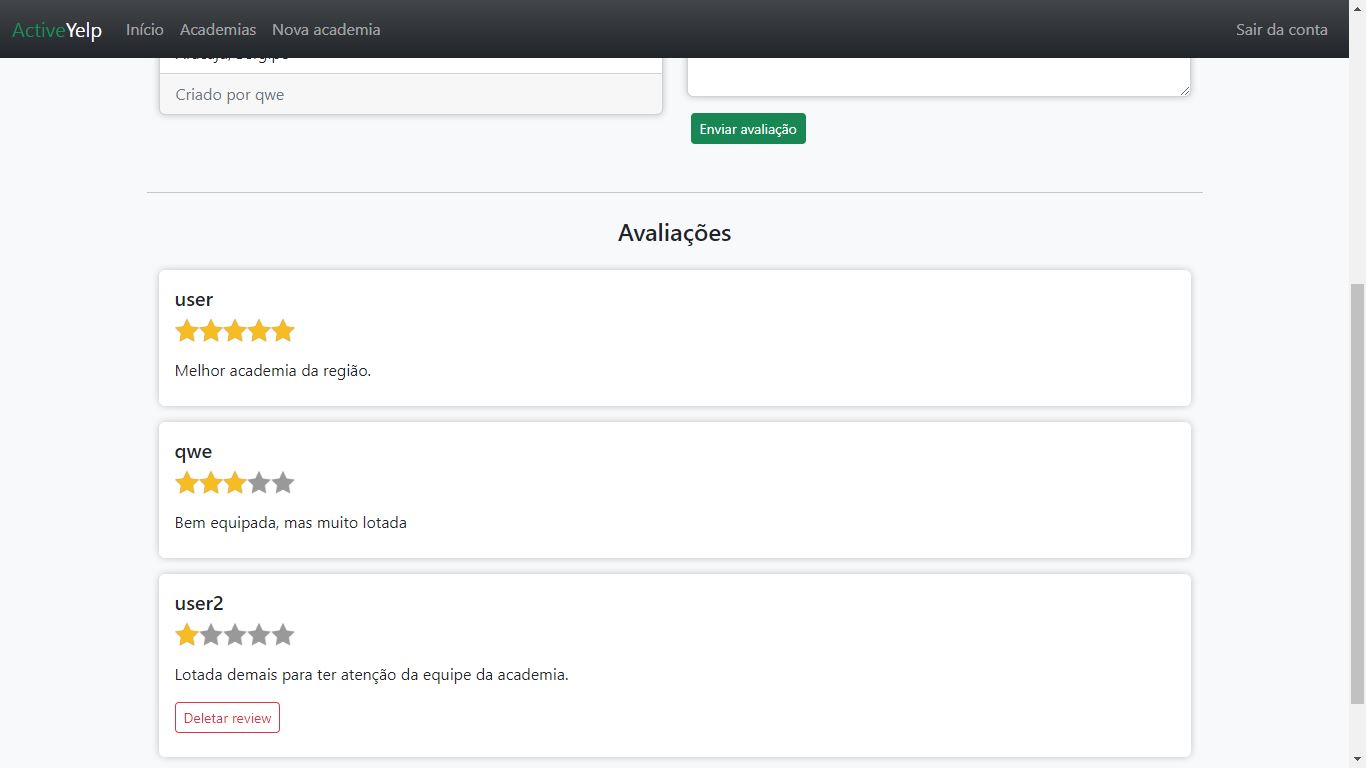 ActiveYelp Início Academias Nova academia Sair da conta
Criado por qwe
Enviar avaliação
Avaliações
user
Melhor academia da região.
qwe
Bem equipada, mas muito lotada
user2
Lotada demais para ter atenção da equipe da academia.
Deletar review